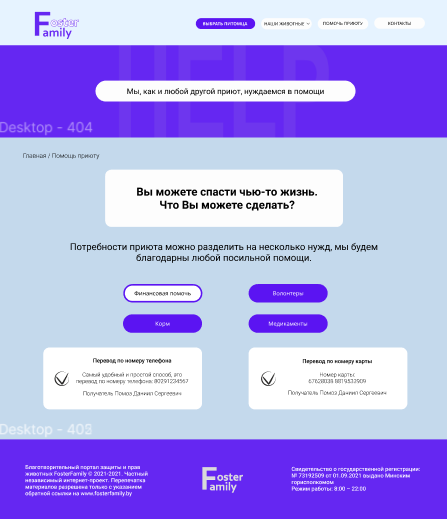 Foster
Family
ВЫБРАТЬ ПИТОМЦА
НАШИ ЖИВОТНЫЕ
ПОМОЧЬ ПРИЮТУ
КОНТАКТЫ
HELP
Мы, как и любой другой приют, нуждаемся в помощи
Desktop - 404
Главная / Помощь приюту
Вы можете спасти чью-то жизнь.
Что Вы можете сделать?
Потребности приюта можно разделить на несколько нужд, мы будем
благодарны любой посильной помощи.
Финансовая помочь
Волонтеры
Корм
Медикаменты
Перевод по номеру телефона
Самый удобный и простой способ, это
перевод по номеру телефона: 80291234567
Получатель Помоз Даниил Сергеевич
Перевод по номеру карты
Номер карты:
Получатель Помоз Даниил Сергеевич
Desktop - 405
Благотворительный портал защиты и прав
животных FosterFamily © 2021-2021. Частный
независимый интернет-проект. Перепечатка
материалов разрешена только с указанием
обратной ссылки на www.fosterfamily.by
Foster
Family
Свидетельство о государственной регистрации:
№ 73192509 от 01.09.2021 выдано Минским
горисполкомом
Режим работы: 8:00 – 22:00